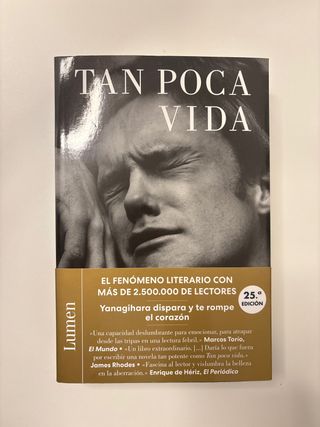 TAN POCA
VIDA
EL FENÓMENO LITERARIO CON
MÁS DE 2.500.000 DE LECTORES
25.ª
EDICIÓN
Yanagihara dispara y te rompe
el corazón
«Una capacidad deslumbrante para emocionar, para atrapar
desde las tripas en una lectura febril.» Marcos Torío,
El Mundo • «Un libro extraordinario. [...] Daría lo que fuera
por escribir una novela tan potente como Tan poca vida.»
James Rhodes • «Fascina al lector y vislumbra la belleza
en la aberración.» Enrique de Hériz, El Periódico
Lumen